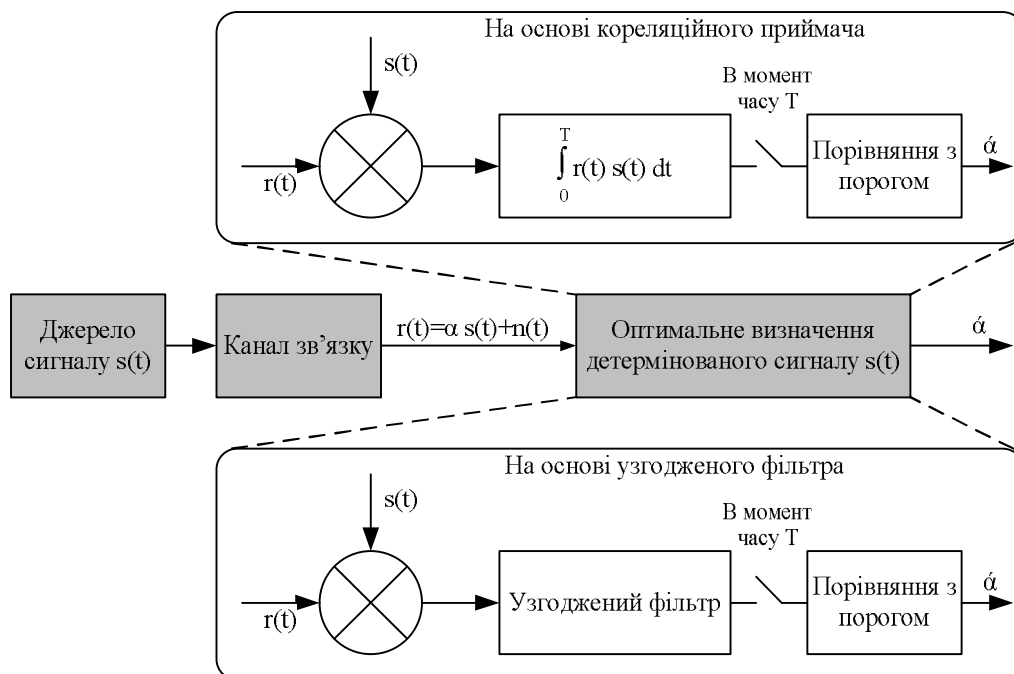 На основі кореляційного приймача
s(t)
В момент
часу T
r(t)
T
∫ r(t) s(t) dt
0
Порівняння з
порогом
ά
Джерело
сигналу s(t)
Канал зв’язку
r(t)=α s(t)+n(t)
Оптимальне визначення
детермінованого сигналу s(t)
ά
На основі узгодженого фільтра
s(t)
В момент
часу T
r(t)
Узгоджений фільтр
Порівняння з
порогом
ά